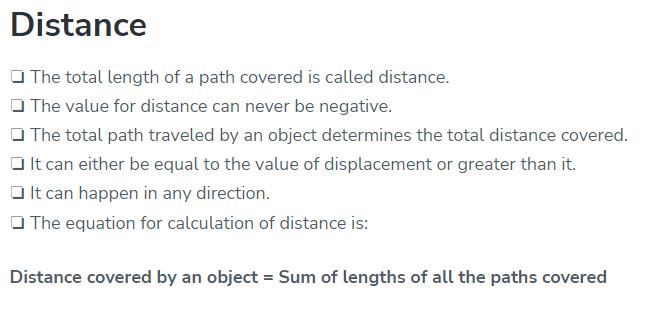 Distance
❏ The total length of a path covered is called distance.
❏ The value for distance can never be negative.
❏ The total path traveled by an object determines the total distance covered.
❏ It can either be equal to the value of displacement or greater than it.
❏ It can happen in any direction.
❏ The equation for calculation of distance is:
Distance covered by an object = Sum of lengths of all the paths covered